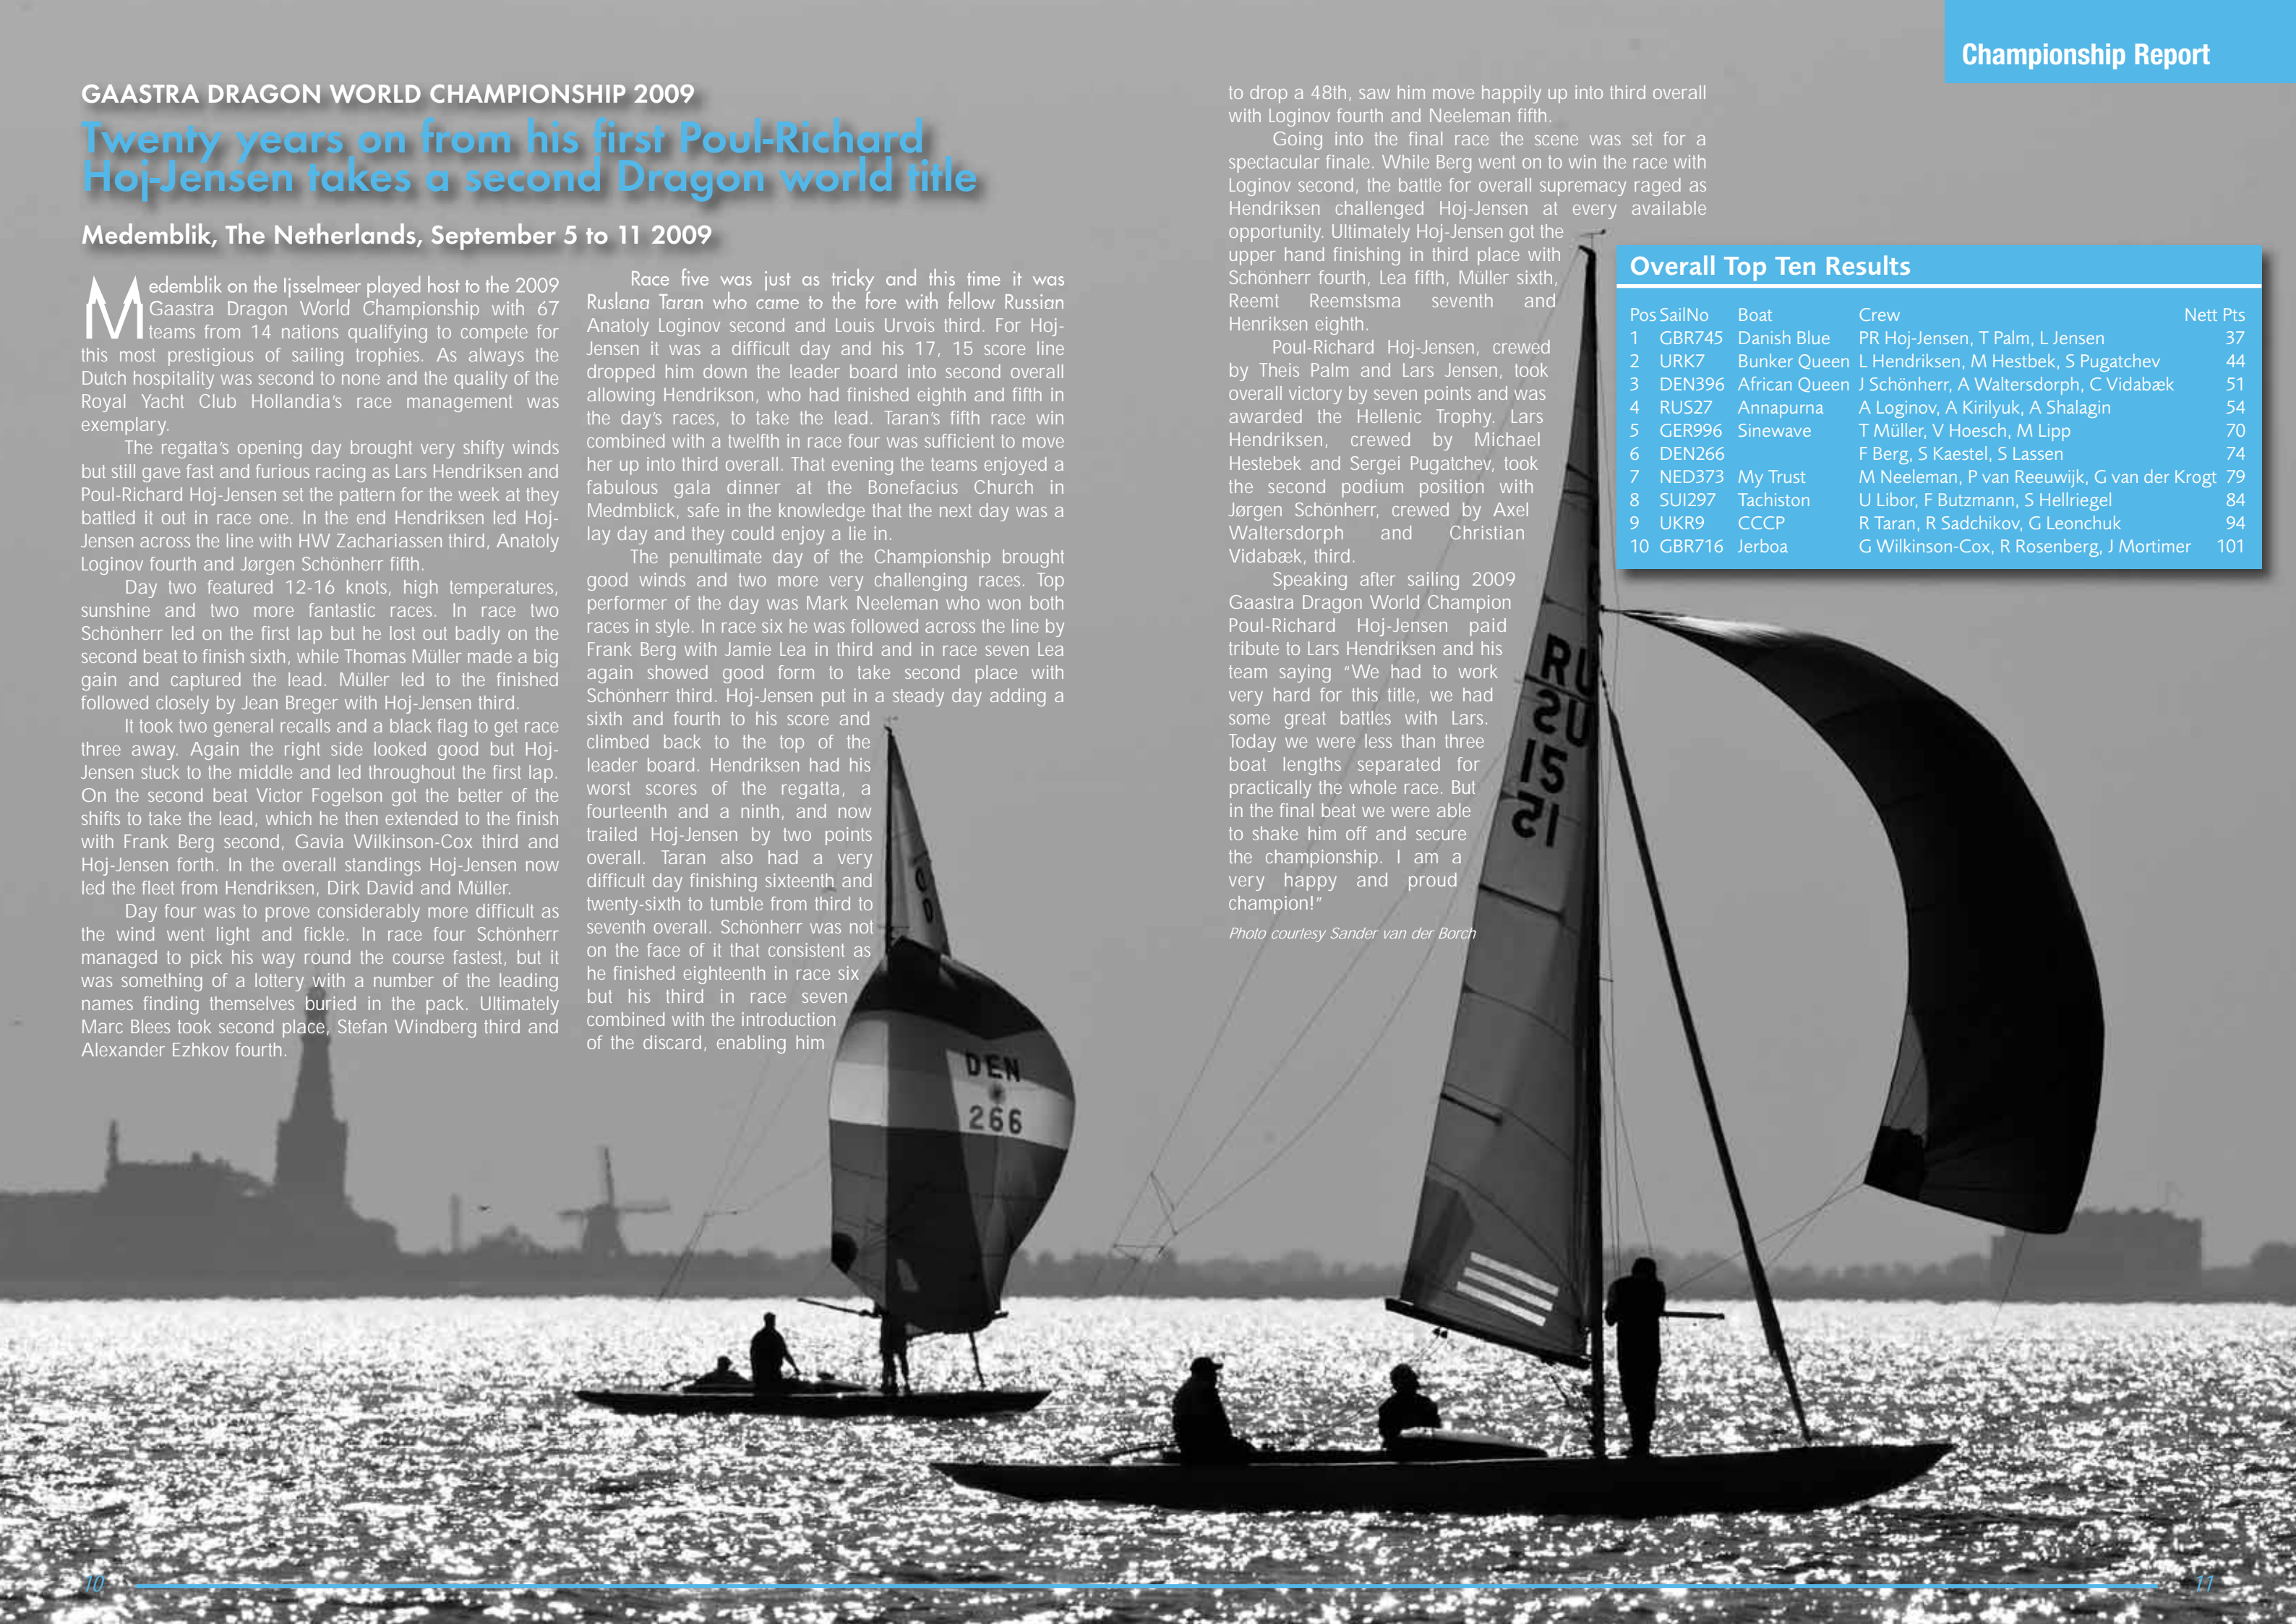 Championship Report
GAASTRA DRAGON WORLD CHAMPIONSHIP 2009
Twenty years on from his first Poul-Richard
Hoj-Jensen takes a second Dragon world title
Medemblik, The Netherlands, September 5 to 11 2009
Medemblik on the Ijsselmeer played host to the 2009
Gaastra Dragon World Championship with 67
teams from 14 nations qualifying to compete for
this most prestigious of sailing trophies. As always the
Dutch hospitality was second to none and the quality of the
Royal Yacht Club Hollandia's race management was
exemplary.
The regatta's opening day brought very shifty winds
but still gave fast and furious racing as Lars Hendriksen and
Poul-Richard Hoj-Jensen set the pattern for the week at they
battled it out in race one. In the end Hendriksen led Hoj-
Jensen across the line with HW Zachariassen third, Anatoly
Loginov fourth and Jørgen Schönherr fifth.
Day two featured 12-16 knots, high temperatures,
sunshine and two more fantastic races. In race two
Schönherr led on the first lap but he lost out badly on the
second beat to finish sixth, while Thomas Müller made a big
gain and captured the lead. Müller led to the finished
followed closely by Jean Breger with Hoj-Jensen third.
It took two general recalls and a black flag to get race
three away. Again the right side looked good but Hoj-
Jensen stuck to the middle and led throughout the first lap.
On the second beat Victor Fogelson got the better of the
shifts to take the lead, which he then extended to the finish
with Frank Berg second, Gavia Wilkinson-Cox third and
Hoj-Jensen forth. In the overall standings Hoj-Jensen now
led the fleet from Hendriksen, Dirk David and Müller.
Day four was to prove considerably more difficult as
the wind went light and fickle. In race four Schönherr
managed to pick his way round the course fastest, but it
was something of a lottery with a number of the leading
names finding themselves buried in the pack. Ultimately
Marc Blees took second place, Stefan Windberg third and
Alexander Ezhkov fourth.
Race five was just as tricky and this time it was
Ruslana Taran who came to the fore with fellow Russian
Anatoly Loginov second and Louis Urvois third. For Hoj-
Jensen it was a difficult day and his 17, 15 score line
dropped him down the leader board into second overall
allowing Hendrikson, who had finished eighth and fifth in
the day's races, to take the lead. Taran's fifth race win
combined with a twelfth in race four was sufficient to move
her up into third overall. That evening the teams enjoyed a
fabulous gala dinner at the Bonefacius Church in
Medmblick, safe in the knowledge that the next day was a
lay day and they could enjoy a lie in.
The penultimate day of the Championship brought
good winds and two more very challenging races. Top
performer of the day was Mark Neeleman who won both
races in style. In race six he was followed across the line by
Frank Berg with Jamie Lea in third and in race seven Lea
again showed good form to take second place with
Schönherr third. Hoj-Jensen put in a steady day adding a
sixth and fourth to his score and
climbed back to the top of the
leader board. Hendriksen had his
worst scores of the regatta, a
fourteenth and a ninth, and now
trailed Hoj-Jensen by two points
overall. Taran also had a very
difficult day finishing sixteenth and
twenty-sixth to tumble from third to
seventh overall. Schönherr was not
on the face of it that consistent as
he finished eighteenth in race six
but his third in race seven
combined with the introduction
of the discard, enabling him
to drop a 48th, saw him move happily up into third overall
with Loginov fourth and Neeleman fifth.
Going into the final race the scene was set for a
spectacular finale. While Berg went on to win the race with
Loginov second, the battle for overall supremacy raged as
Hendriksen challenged Hoj-Jensen at every available
opportunity. Ultimately Hoj-Jensen got the
upper hand finishing in third place with
Schönherr fourth, Lea fifth, Müller sixth,
Reemt Reemstsma seventh and
Henriksen eighth.
Poul-Richard Hoj-Jensen, crewed
by Theis Palm and Lars Jensen, took
overall victory by seven points and was
awarded the Hellenic Trophy. Lars
Hendriksen, crewed by Michael
Hestebek and Sergei Pugatchev, took
the second podium position with
Jørgen Schönherr, crewed by Axel
Waltersdorph and Christian
Vidabæk, third.
Speaking after sailing 2009
Gaastra Dragon World Champion
Poul-Richard Hoj-Jensen paid
tribute to Lars Hendriksen and his
team saying "We had to work
very hard for this title, we had
some great battles with Lars.
Today we were less than three
boat lengths separated for
practically the whole race. But
in the final beat we were able
to shake him off and secure
the championship. I am a
very happy and proud
champion!"
Photo courtesy Sander van der Borch
Overall Top Ten Results
Pos SailNo Boat Crew Nett Pts
1 GBR745 Danish Blue PR Hoj-Jensen, T Palm, L Jensen 37
2 URK7 Bunker Queen L Hendriksen, M Hestbek, S Pugatchev 44
3 DEN396 African Queen J Schönherr, A Waltersdorph, C Vidabæk 51
4 RUS27 Annapurna A Loginov, A Kirilyuk, A Shalagin 54
5 GER996 Sinewave T Müller, V Hoesch, M Lipp 70
6 DEN266 F Berg, S Kaestel, S Lassen 74
7 NED373 My Trust M Neeleman, P van Reeuwijk, G van der Krogt 79
8 SUI297 Tachiston U Libor, F Butzmann, S Hellriegel 84
9 UKR9 CCCP R Taran, R Sadchikov, G Leonchuk 94
10 GBR716 Jerboa G Wilkinson-Cox, R Rosenberg, J Mortimer 101
DEN
266
10
11